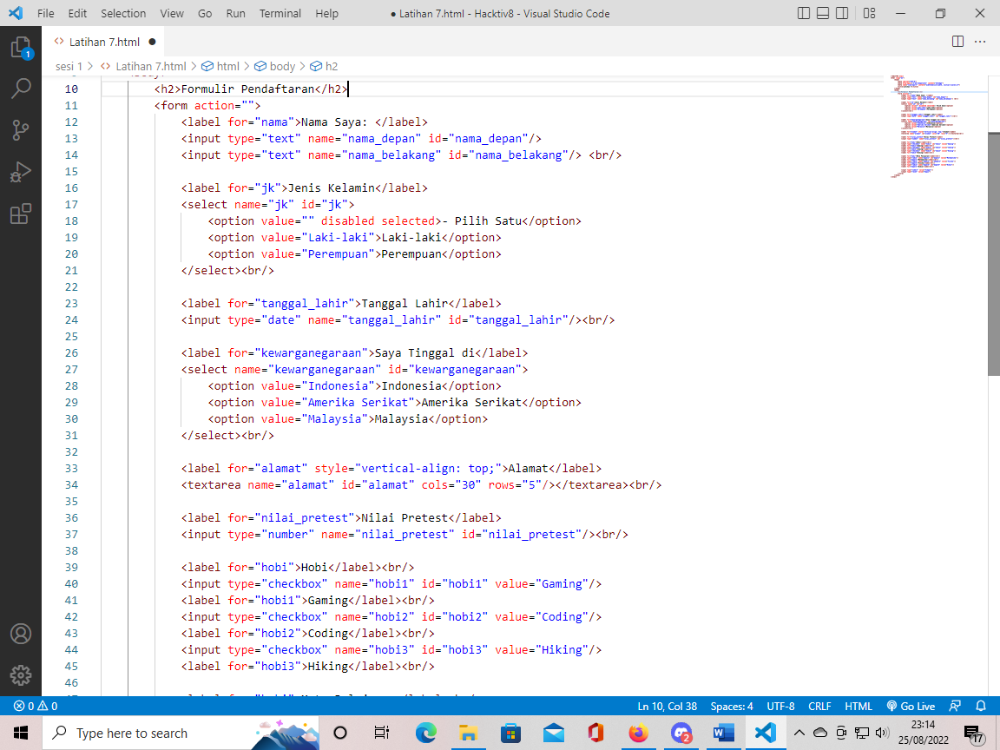 File Edit Selection View Go Run Terminal Help ● Latihan 7.html - Hacktiv8 - Visual Studio Code
1
<> Latihan 7.html ●
sesi 1 > <> Latihan 7.html > html > body > h2
10 <h2>Formulir Pendaftaran</h2>
11 <form action="">
12 <label for="nama">Nama Saya: </label>
13 <input type="text" name="nama_depan" id="nama_depan"/>
14 <input type="text" name="nama_belakang" id="nama_belakang"/> <br/>
15
16 <label for="jk">Jenis Kelamin</label>
17 <select name="jk" id="jk">
18 <option value="" disabled selected>- Pilih Satu</option>
19 <option value="Laki-laki">Laki-laki</option>
20 <option value="Perempuan">Perempuan</option>
21 </select><br/>
22
23 <label for="tanggal_lahir">Tanggal Lahir</label>
24 <input type="date" name="tanggal_lahir" id="tanggal_lahir"/><br/>
25
26 <label for="kewarganegaraan">Saya Tinggal di</label>
27 <select name="kewarganegaraan" id="kewarganegaraan">
28 <option value="Indonesia">Indonesia</option>
29 <option value="Amerika Serikat">Amerika Serikat</option>
30 <option value="Malaysia">Malaysia</option>
31 </select><br/>
32
33 <label for="alamat" style="vertical-align: top;">Alamat</label>
34 <textarea name="alamat" id="alamat" cols="30" rows="5"/></textarea><br/>
35
36 <label for="nilai_pretest">Nilai Pretest</label>
37 <input type="number" name="nilai_pretest" id="nilai_pretest"/><br/>
38
39 <label for="hobi">Hobi</label><br/>
40 <input type="checkbox" name="hobi1" id="hobi1" value="Gaming"/>
41 <label for="hobi1">Gaming</label><br/>
42 <input type="checkbox" name="hobi2" id="hobi2" value="Coding"/>
43 <label for="hobi2">Coding</label><br/>
44 <input type="checkbox" name="hobi3" id="hobi3" value="Hiking"/>
45 <label for="hobi3">Hiking</label><br/>
46
0 0 Ln 10, Col 38 Spaces: 4 UTF-8 CRLF HTML Go Live
Type here to search 2 23:14
25/08/2022 17